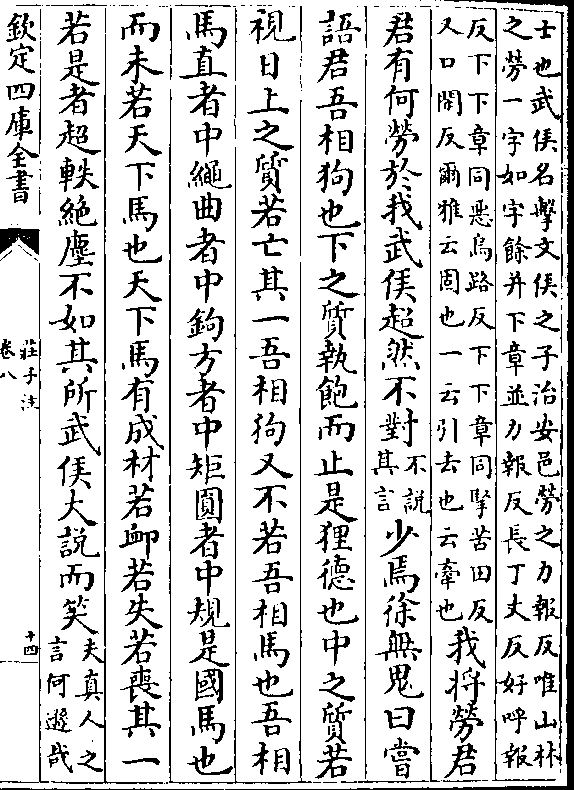 士也武侯名擊文侯之子治安邑勞之力報反唯山林
之勞一字如字餘并下章並力報反長丁丈反好呼報
反下下章同惡烏路反下下章同掔苦田反
又口閑反爾雅云固也一云引去也云牽也
我將勞君
君有何勞於我武侯超然不對
不說
其言
少焉徐無鬼曰嘗
語君吾相狗也下之質執飽而止是狸德也中之質若
視日上之質若亡其一吾相狗又不若吾相馬也吾相
馬直者中繩曲者中鉤方者中矩圓者中規是國馬也
而未若天下馬也天下馬有成材若䘏若失若喪其一
若是者超軼絕塵不知其所武侯大說而笑
夫真人之
言何遜哉
欽定四庫全書
莊子注
卷八
十四